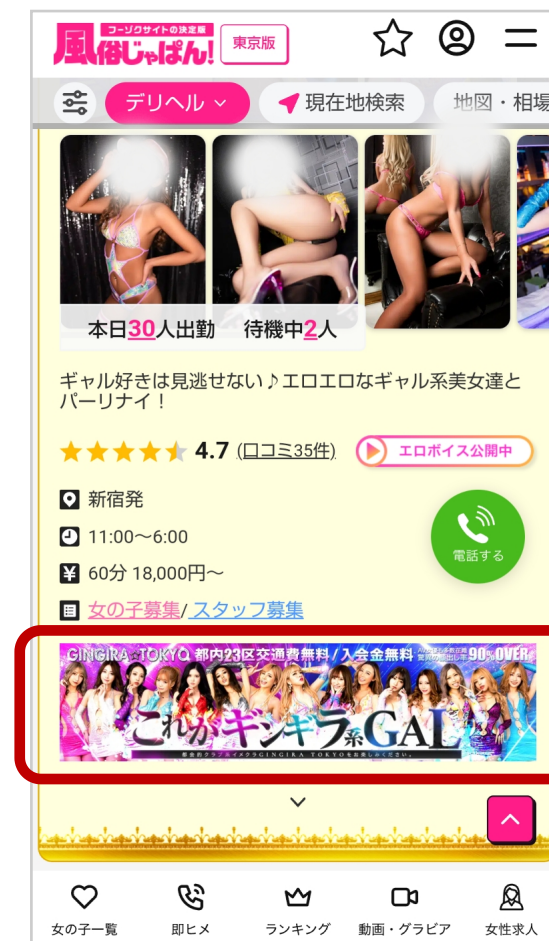 フーゾクサイトの決定版
風俗じゃぱん!
東京版
デリヘル
現在地検索
地図・相場
本日30人出勤 待機中2人
ギャル好きは見逃せない♪エロエロなギャル系美女達と
パーリナイ！
4.7 (口コミ35件)
エロボイス公開中
新宿発
11:00～6:00
電話する
60分 18,000円～
女の子募集/ スタッフ募集
GINGIRA☆TOKYO 都内23区交通費無料/入会金無料
90%OVER
これがギンギラ系GAL
女の子一覧
即ヒメ
ランキング
動画・グラビア
女性求人